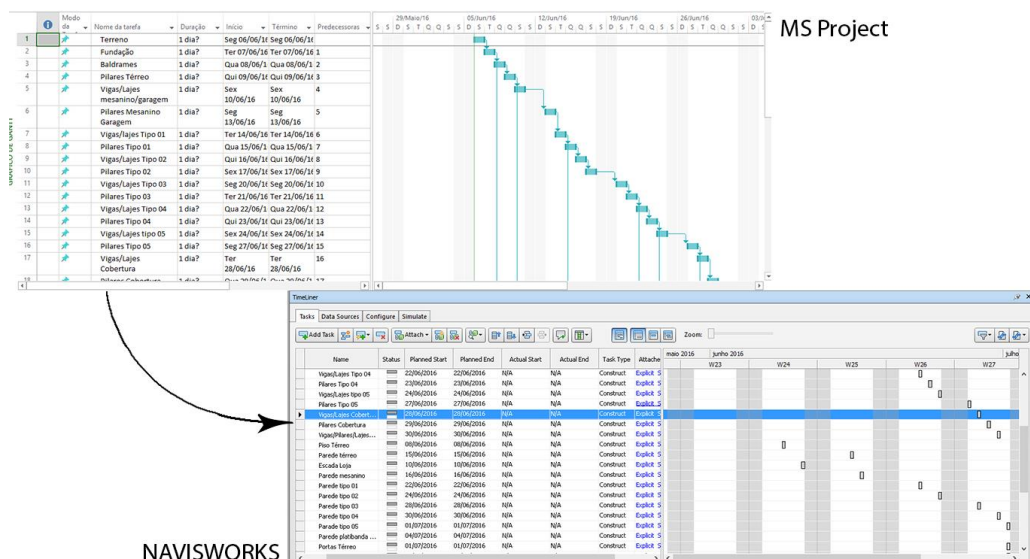 MS Project
Modo da
Nome da tarefa Duração Início Término Predecessoras
29/Maio/16 05/Jun/16 12/Jun/16 19/Jun/16 26/Jun/16
S S D S T Q Q S S D S T Q Q S S D S T Q Q S S D S T Q Q S S D S T Q Q S
1 Terreno 1 dia? Seg 06/06/16 Seg 06/06/16
2 Fundação 1 dia? Ter 07/06/16 Ter 07/06/16 1
3 Baldrames 1 dia? Qua 08/06/1 Qua 08/06/1 2
4 Pilares Térreo 1 dia? Qui 09/06/16 Qui 09/06/16 3
5 Vigas/Lajes mesanino/garagem 1 dia? Sex 10/06/16 Sex 10/06/16 4
6 Pilares Mesanino Garagem 1 dia? Seg 13/06/16 Seg 13/06/16 5
7 Vigas/lajes Tipo 01 1 dia? Ter 14/06/16 Ter 14/06/16 6
8 Pilares Tipo 01 1 dia? Qua 15/06/1 Qua 15/06/1 7
9 Vigas/Lajes Tipo 02 1 dia? Qui 16/06/16 Qui 16/06/16 8
10 Pilares Tipo 02 1 dia? Sex 17/06/16 Sex 17/06/16 9
11 Vigas/Lajes Tipo 03 1 dia? Seg 20/06/16 Seg 20/06/16 10
12 Pilares Tipo 03 1 dia? Ter 21/06/16 Ter 21/06/16 11
13 Vigas/Lajes Tipo 04 1 dia? Qua 22/06/1 Qua 22/06/1 12
14 Pilares Tipo 04 1 dia? Qui 23/06/16 Qui 23/06/16 13
15 Vigas/Lajes tipo 05 1 dia? Sex 24/06/16 Sex 24/06/16 14
16 Pilares Tipo 05 1 dia? Seg 27/06/16 Seg 27/06/16 15
17 Vigas/Lajes Cobertura 1 dia? Ter 28/06/16 Ter 28/06/16 16
TimeLiner
Tasks Data Sources Configure Simulate
Add Task Attach Zoom:
Name Status Planned Start Planned End Actual Start Actual End Task Type Attache
maio 2016 junho 2016 julho
W23 W24 W25 W26 W27
Vigas/Lajes Tipo 04 22/06/2016 22/06/2016 N/A N/A Construct Explicit S
Pilares Tipo 04 23/06/2016 23/06/2016 N/A N/A Construct Explicit S
Vigas/Lajes tipo 05 24/06/2016 24/06/2016 N/A N/A Construct Explicit S
Pilares Tipo 05 27/06/2016 27/06/2016 N/A N/A Construct Explicit S
Vigas/Lajes Cobert... 28/06/2016 28/06/2016 N/A N/A Construct Explicit S
Pilares Cobertura 29/06/2016 29/06/2016 N/A N/A Construct Explicit S
Vigas/Pilares/Lajes... 30/06/2016 30/06/2016 N/A N/A Construct Explicit S
Piso Térreo 08/06/2016 08/06/2016 N/A N/A Construct Explicit S
Parede térreo 15/06/2016 15/06/2016 N/A N/A Construct Explicit S
Escada Loja 10/06/2016 10/06/2016 N/A N/A Construct Explicit S
Parede mesanino 16/06/2016 16/06/2016 N/A N/A Construct Explicit S
Parede tipo 01 22/06/2016 22/06/2016 N/A N/A Construct Explicit S
Parede tipo 02 24/06/2016 24/06/2016 N/A N/A Construct Explicit S
Parede tipo 03 28/06/2016 28/06/2016 N/A N/A Construct Explicit S
Parede tipo 04 30/06/2016 30/06/2016 N/A N/A Construct Explicit S
Parede tipo 05 01/07/2016 01/07/2016 N/A N/A Construct Explicit S
Parede platibanda ... 04/07/2016 04/07/2016 N/A N/A Construct Explicit S
Portas Térreo 01/07/2016 01/07/2016 N/A N/A Construct Explicit S
NAVISWORKS